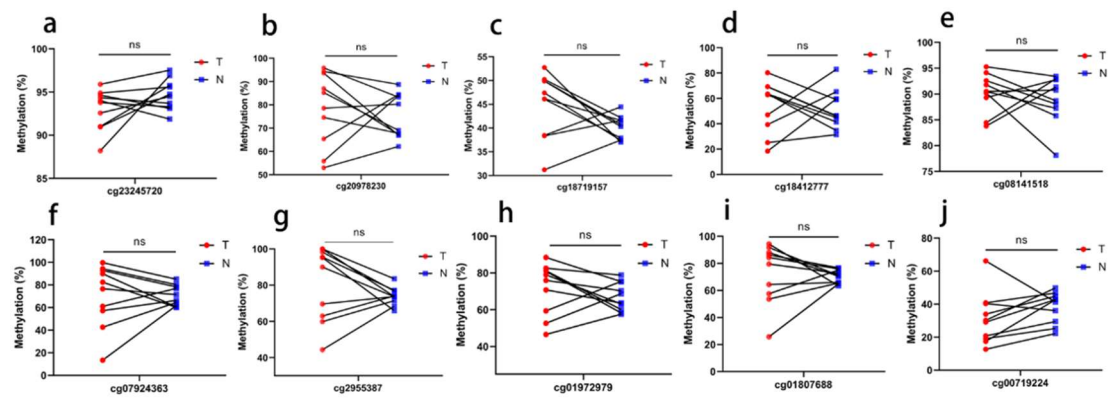 a
ns
T
N
Methylation (%)
100
95
90
85
cg23245720
b
ns
T
N
Methylation (%)
100
90
80
70
60
50
cg20978230
c
ns
T
N
Methylation (%)
55
50
45
40
35
30
cg18719157
d
ns
T
N
Methylation (%)
100
80
60
40
20
0
cg18412777
e
ns
T
N
Methylation (%)
100
95
90
85
80
75
cg08141518
f
ns
T
N
Methylation (%)
120
100
80
60
40
20
0
cg07924363
g
ns
T
N
Methylation (%)
100
80
60
40
cg2955387
h
ns
T
N
Methylation (%)
100
80
60
40
cg01972979
i
ns
T
N
Methylation (%)
100
80
60
40
20
0
cg01807688
j
ns
T
N
Methylation (%)
80
60
40
20
0
cg00719224